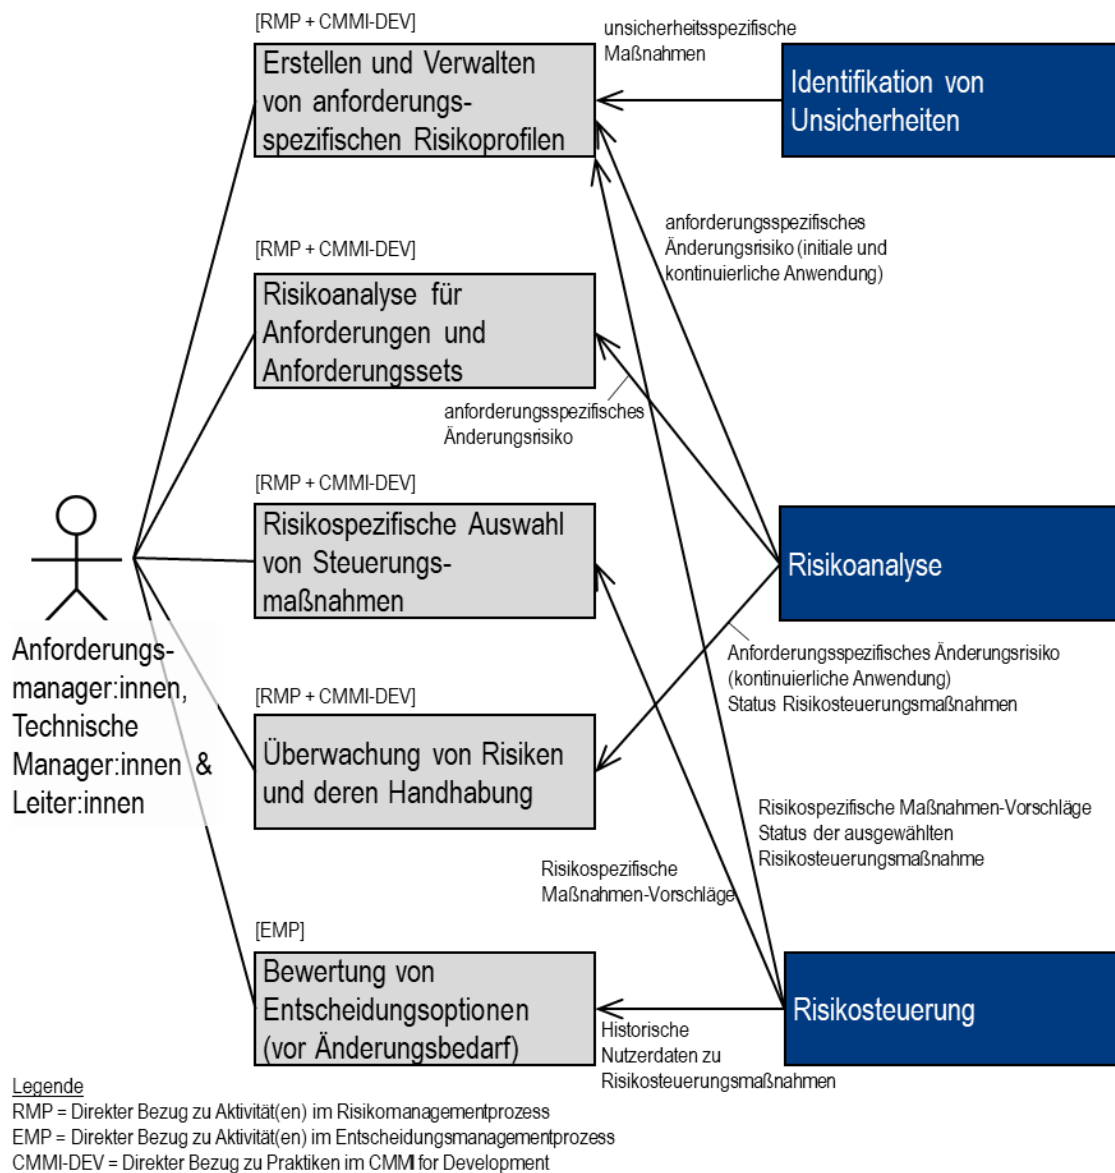 [RMP + CMMI-DEV]
Erstellen und Verwalten
von anforderungs-
spezifischen Risikoprofilen
unsicherheitsspezifische
Maßnahmen
Identifikation von
Unsicherheiten
anforderungsspezifisches
Änderungsrisiko (initiale und
kontinuierliche Anwendung)
[RMP + CMMI-DEV]
Risikoanalyse für
Anforderungen und
Anforderungssets
anforderungsspezifisches
Änderungsrisiko
[RMP + CMMI-DEV]
Risikospezifische Auswahl
von Steuerungs-
maßnahmen
Risikoanalyse
Anforderungs-
manager:innen,
Technische
Manager:innen &
Leiter:innen
Anforderungsspezifisches Änderungsrisiko
(kontinuierliche Anwendung)
Status Risikosteuerungsmaßnahmen
[RMP + CMMI-DEV]
Überwachung von Risiken
und deren Handhabung
Risikospezifische Maßnahmen-Vorschläge
Status der ausgewählten
Risikosteuerungsmaßnahme
Risikospezifische
Maßnahmen-Vorschläge
[EMP]
Bewertung von
Entscheidungsoptionen
(vor Änderungsbedarf)
Risikosteuerung
Historische
Nutzerdaten zu
Risikosteuerungsmaßnahmen
Legende
RMP = Direkter Bezug zu Aktivität(en) im Risikomanagementprozess
EMP = Direkter Bezug zu Aktivität(en) im Entscheidungsmanagementprozess
CMMI-DEV = Direkter Bezug zu Praktiken im CMMI for Development